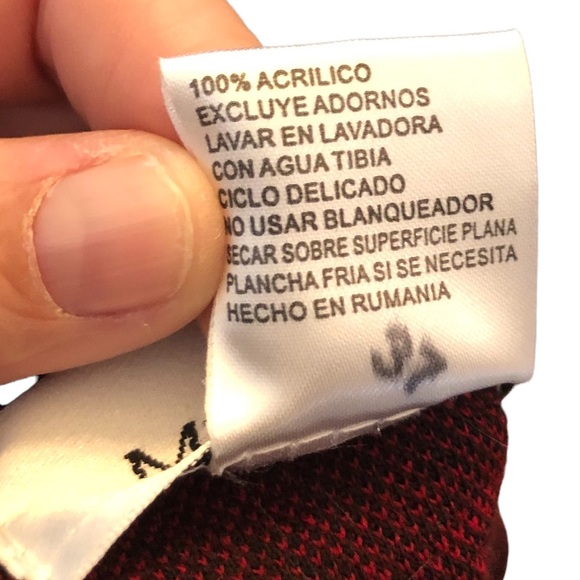 100% ACRILICO
EXCLUYE ADORNOS
LAVAR EN LAVADORA
CON AGUA TIBIA
CICLO DELICADO
NO USAR BLANQUEADOR
SECAR SOBRE SUPERFICIE PLANA
PLANCHA FRIA SI SE NECESITA
HECHO EN RUMANIA
M